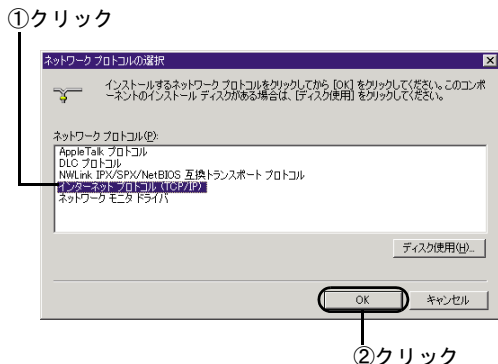 ①クリック
ネットワーク プロトコルの選択
インストールするネットワーク プロトコルをクリックしてから [OK] をクリックしてください。このコンポ
ーネントのインストール ディスクがある場合は、[ディスク使用] をクリックしてください。
ネットワーク プロトコル(P):
AppleTalk プロトコル
DLC プロトコル
NWLink IPX/SPX/NetBIOS 互換トランスポート プロトコル
インターネット プロトコル (TCP/IP)
ネットワーク モニタ ドライバ
ディスク使用(H)...
OK
キャンセル
②クリック